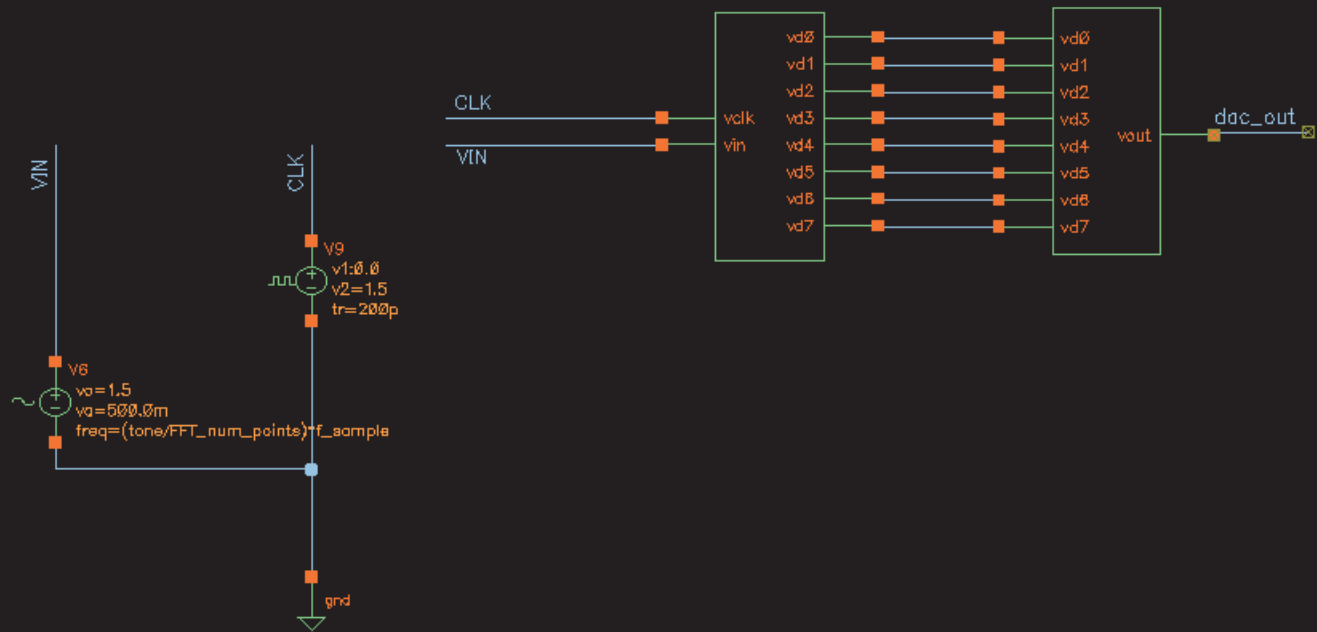 VIN
CLK
V6
vo=1.5
va=500.0m
freq=(tone/FFT_num_points)*f_sample
V9
v1:0.0
v2=1.5
tr=200p
gnd
CLK
VIN
vclk
vin
vd0
vd1
vd2
vd3
vd4
vd5
vd6
vd7
vd0
vd1
vd2
vd3
vd4
vd5
vd6
vd7
vout
dac_out